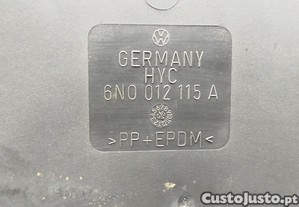 GERMANY
HYC
6N0 012 115 A
>PP+EPDM<
CustoJusto.pt